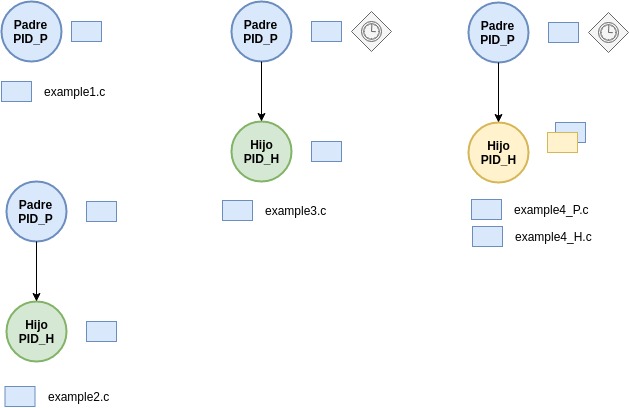 Padre
PID_P
example1.c
Padre
PID_P
Hijo
PID_H
example2.c
Padre
PID_P
Hijo
PID_H
example3.c
Padre
PID_P
Hijo
PID_H
example4_P.c
example4_H.c